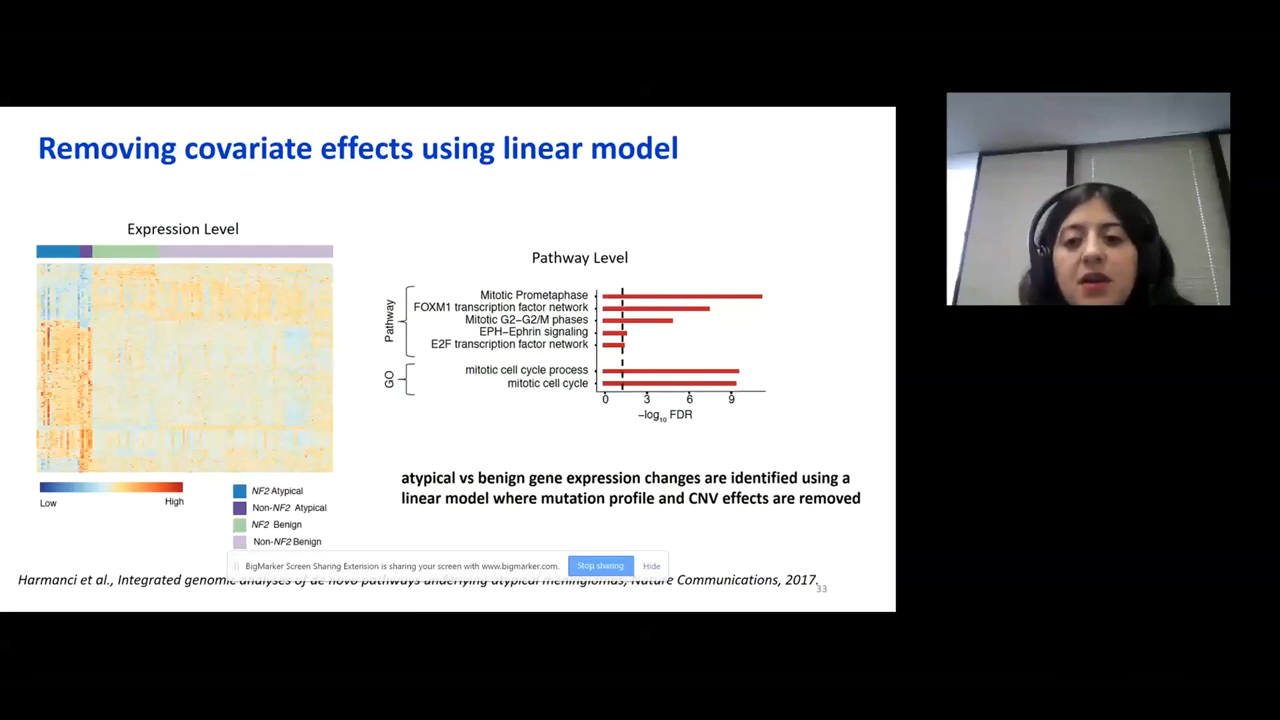 Removing covariate effects using linear model
Expression Level
Low
High
NF2 Atypical
Non-NF2 Atypical
NF2 Benign
Non-NF2 Benign
Pathway Level
Pathway
Mitotic Prometaphase
FOXM1 transcription factor network
Mitotic G2-G2/M phases
EPH-Ephrin signaling
E2F transcription factor network
GO
mitotic cell cycle process
mitotic cell cycle
0 3 6 9
-log10 FDR
atypical vs benign gene expression changes are identified using a
linear model where mutation profile and CNV effects are removed
BigMarker Screen Sharing Extension is sharing your screen with www.bigmarker.com. Stop sharing Hide
Harmanci et al., Integrated genomic analyses of de novo pathways underlying atypical meningiomas, Nature Communications, 2017.
33